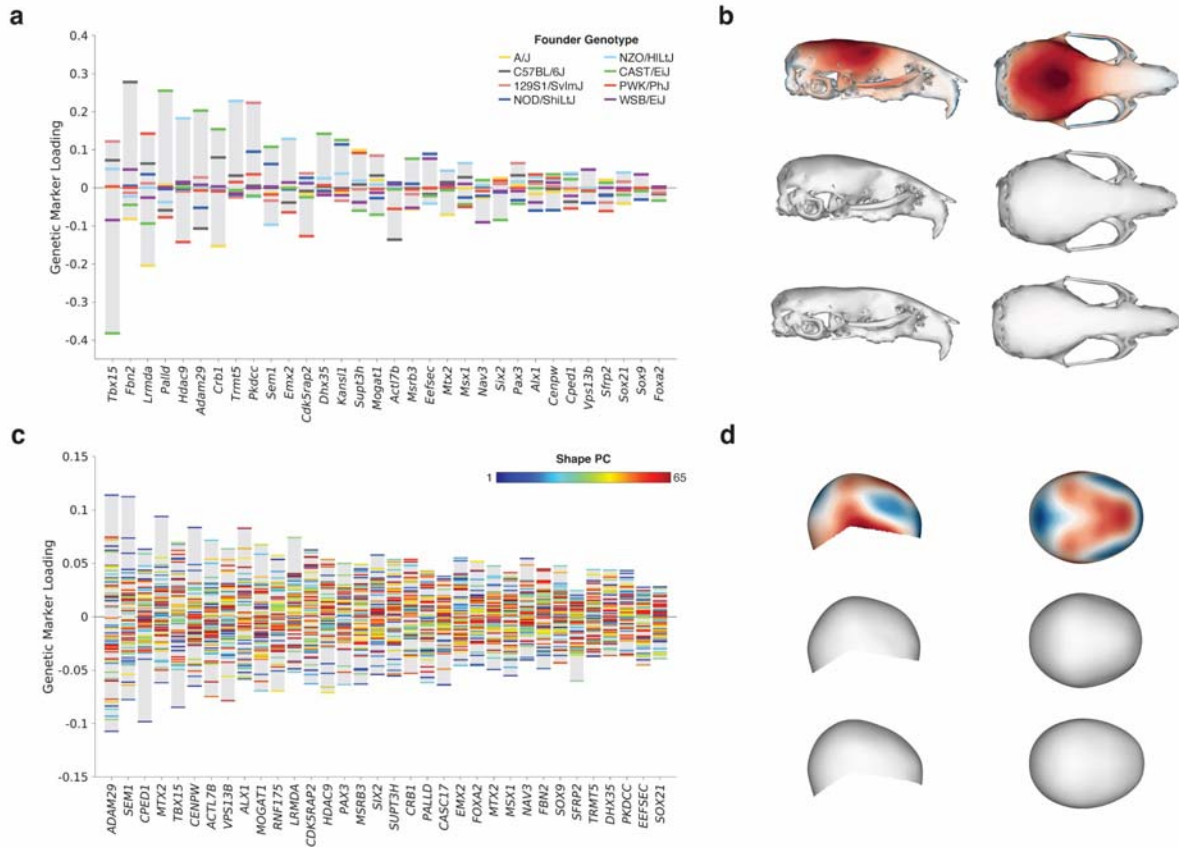 a
b
Founder Genotype
A/J
NZO/HlLtJ
C57BL/6J
CAST/EiJ
129S1/SvImJ
PWK/PhJ
NOD/ShiLtJ
WSB/EiJ
Genetic Marker Loading
0.4
0.3
0.2
0.1
0
-0.1
-0.2
-0.3
-0.4
Tbx15
Fbn2
Lrmda
Palld
Hdac9
Adam29
Crb1
Trmt5
Pkdcc
Sem1
Emx2
Cdk5rap2
Dhx35
Kansl1
Supt3h
Mogat1
Actl7b
Msrb3
Eefsec
Mtx2
Msx1
Nav3
Six2
Pax3
Alx1
Cenpw
Cped1
Vps13b
Sfrp2
Sox21
Sox9
Foxa2
c
d
Shape PC
1
65
Genetic Marker Loading
0.15
0.1
0.05
0
-0.05
-0.1
-0.15
ADAM29
SEM1
CPED1
MTX2
TBX15
CENPW
ACTL7B
VPS13B
ALX1
MOGAT1
RNF175
LRMDA
CDK5RAP2
HDAC9
PAX3
MSRB3
SIX2
SUPT3H
CRB1
PALLD
CASC17
EMX2
FOXA2
MTX2
MSX1
NAV3
FBN2
SOX9
SFRP2
TRMT5
DHX35
PKDCC
EEFSEC
SOX21